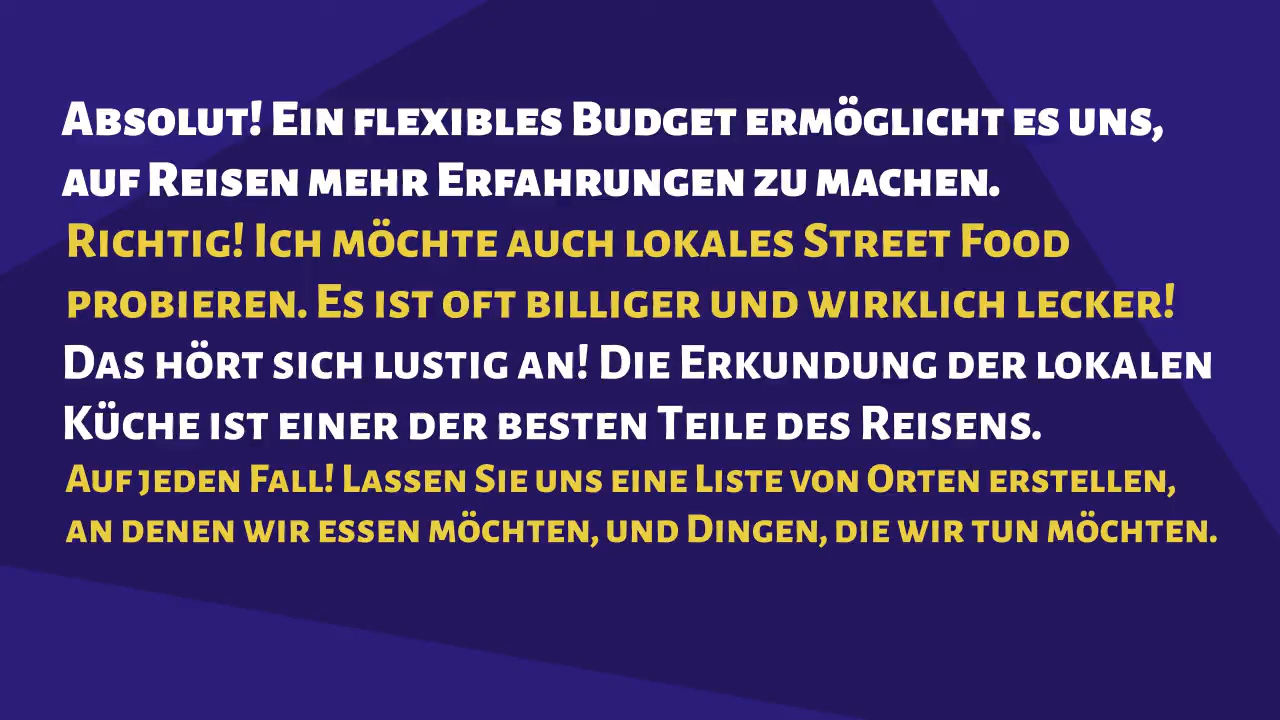 Absolut! Ein flexibles Budget ermöglicht es uns,
auf Reisen mehr Erfahrungen zu machen.
Richtig! Ich möchte auch lokales Street Food
probieren. Es ist oft billiger und wirklich lecker!
Das hört sich lustig an! Die Erkundung der lokalen
Küche ist einer der besten Teile des Reisens.
Auf jeden Fall! Lassen Sie uns eine Liste von Orten erstellen,
an denen wir essen möchten, und Dingen, die wir tun möchten.